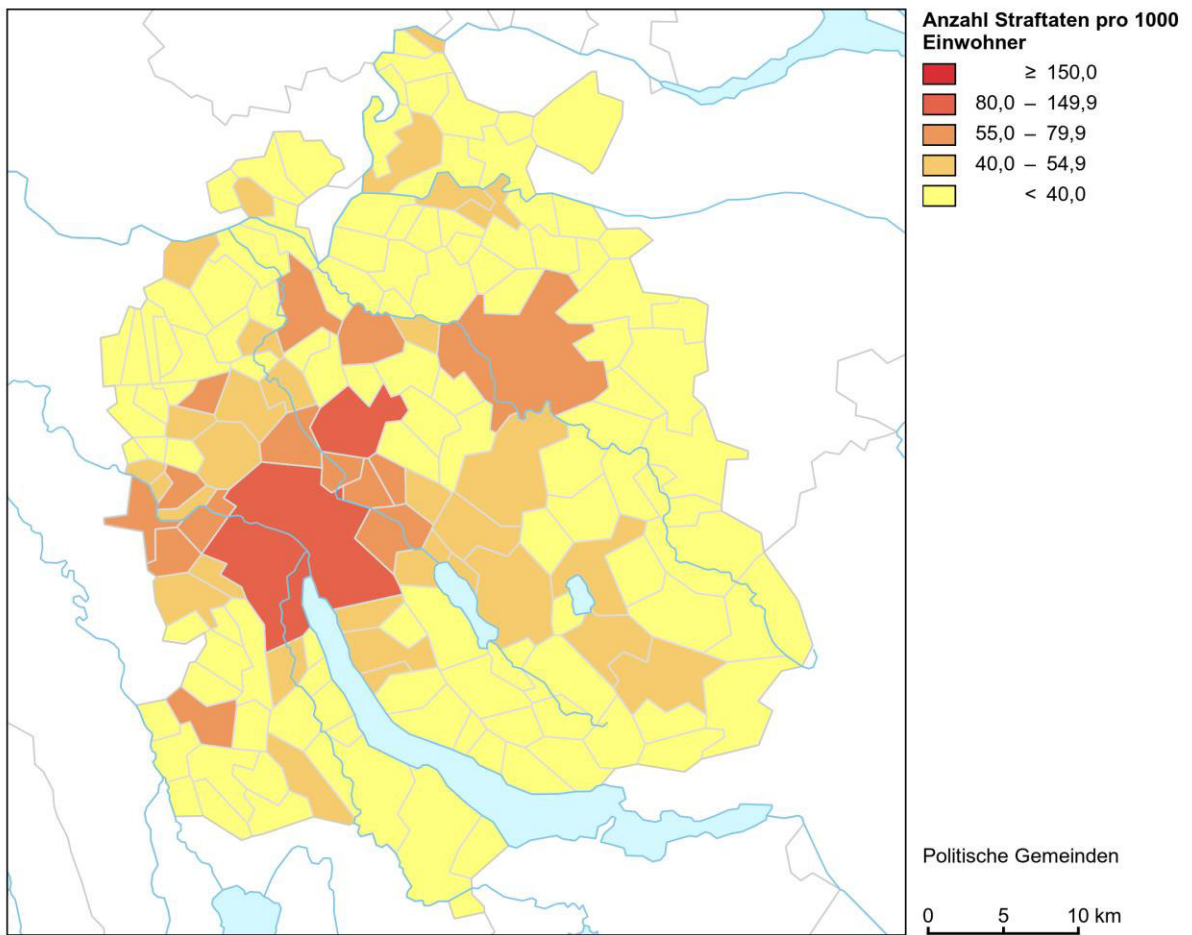 Anzahl Straftaten pro 1000
Einwohner
≥ 150,0
80,0 – 149,9
55,0 – 79,9
40,0 – 54,9
< 40,0
Politische Gemeinden
0 5 10 km